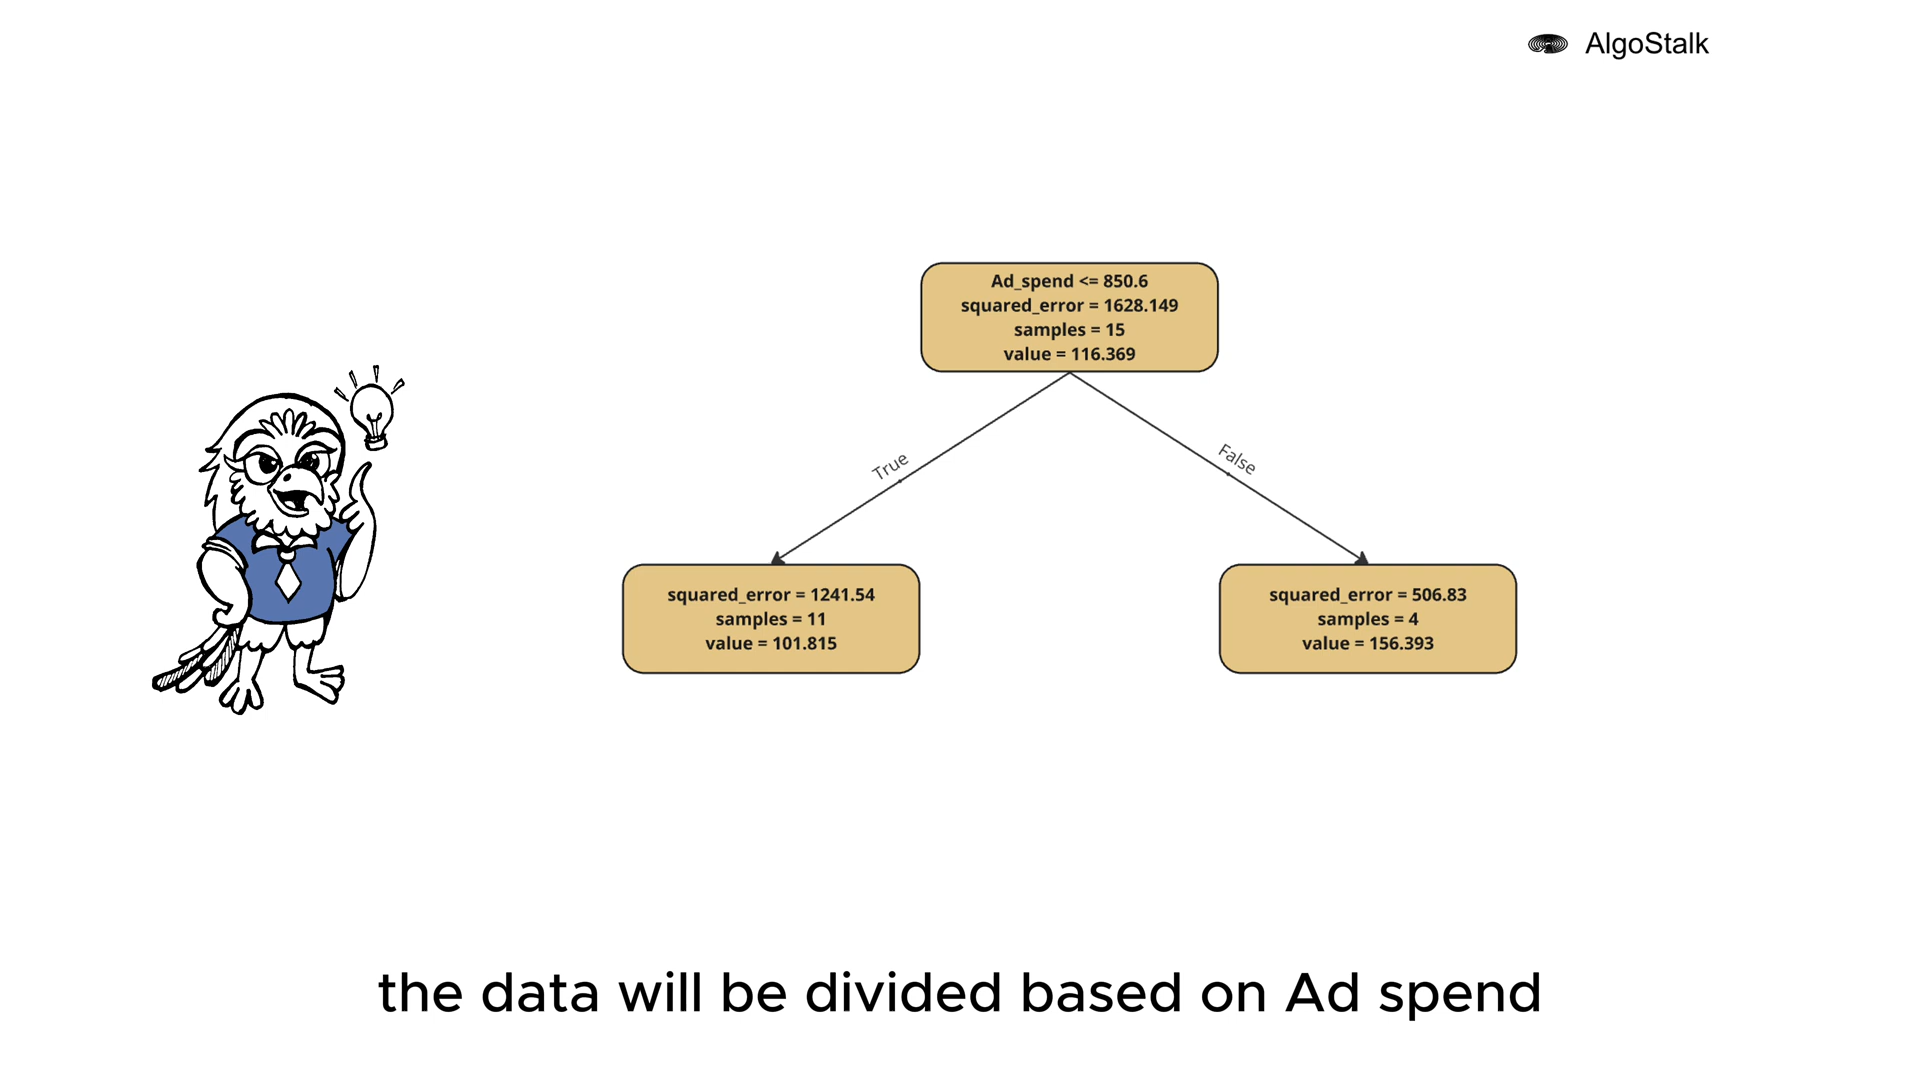 AlgoStalk
Ad_spend <= 850.6
squared_error = 1628.149
samples = 15
value = 116.369
True
False
squared_error = 1241.54
samples = 11
value = 101.815
squared_error = 506.83
samples = 4
value = 156.393
the data will be divided based on Ad spend